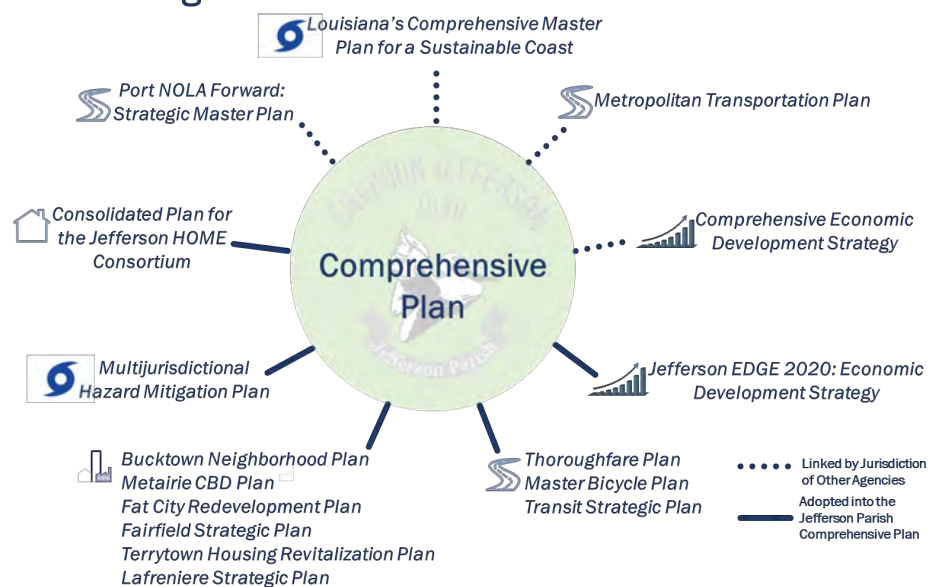 Louisiana's Comprehensive Master
Plan for a Sustainable Coast
Port NOLA Forward:
Strategic Master Plan
Metropolitan Transportation Plan
Consolidated Plan for
the Jefferson HOME
Consortium
Comprehensive
Plan
Jefferson Parish
Comprehensive Economic
Development Strategy
Multijurisdictional
Hazard Mitigation Plan
Jefferson EDGE 2020: Economic
Development Strategy
Bucktown Neighborhood Plan
Metairie CBD Plan
Fat City Redevelopment Plan
Fairfield Strategic Plan
Terrytown Housing Revitalization Plan
Lafreniere Strategic Plan
Thoroughfare Plan
Master Bicycle Plan
Transit Strategic Plan
Linked by Jurisdiction
of Other Agencies
Adopted into the
Jefferson Parish
Comprehensive Plan